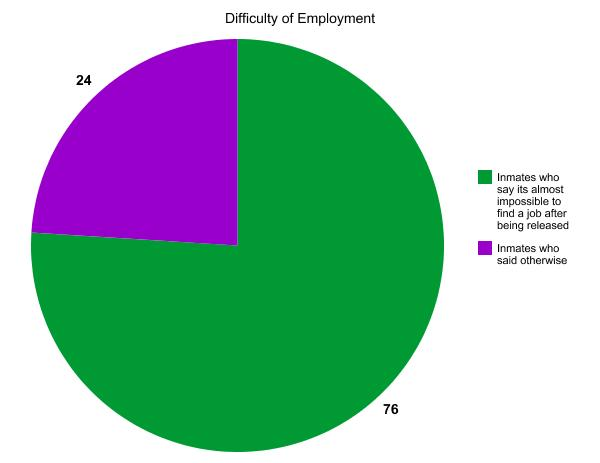 Difficulty of Employment
24
Inmates who
say its almost
impossible to
find a job after
being released
Inmates who
said otherwise
76